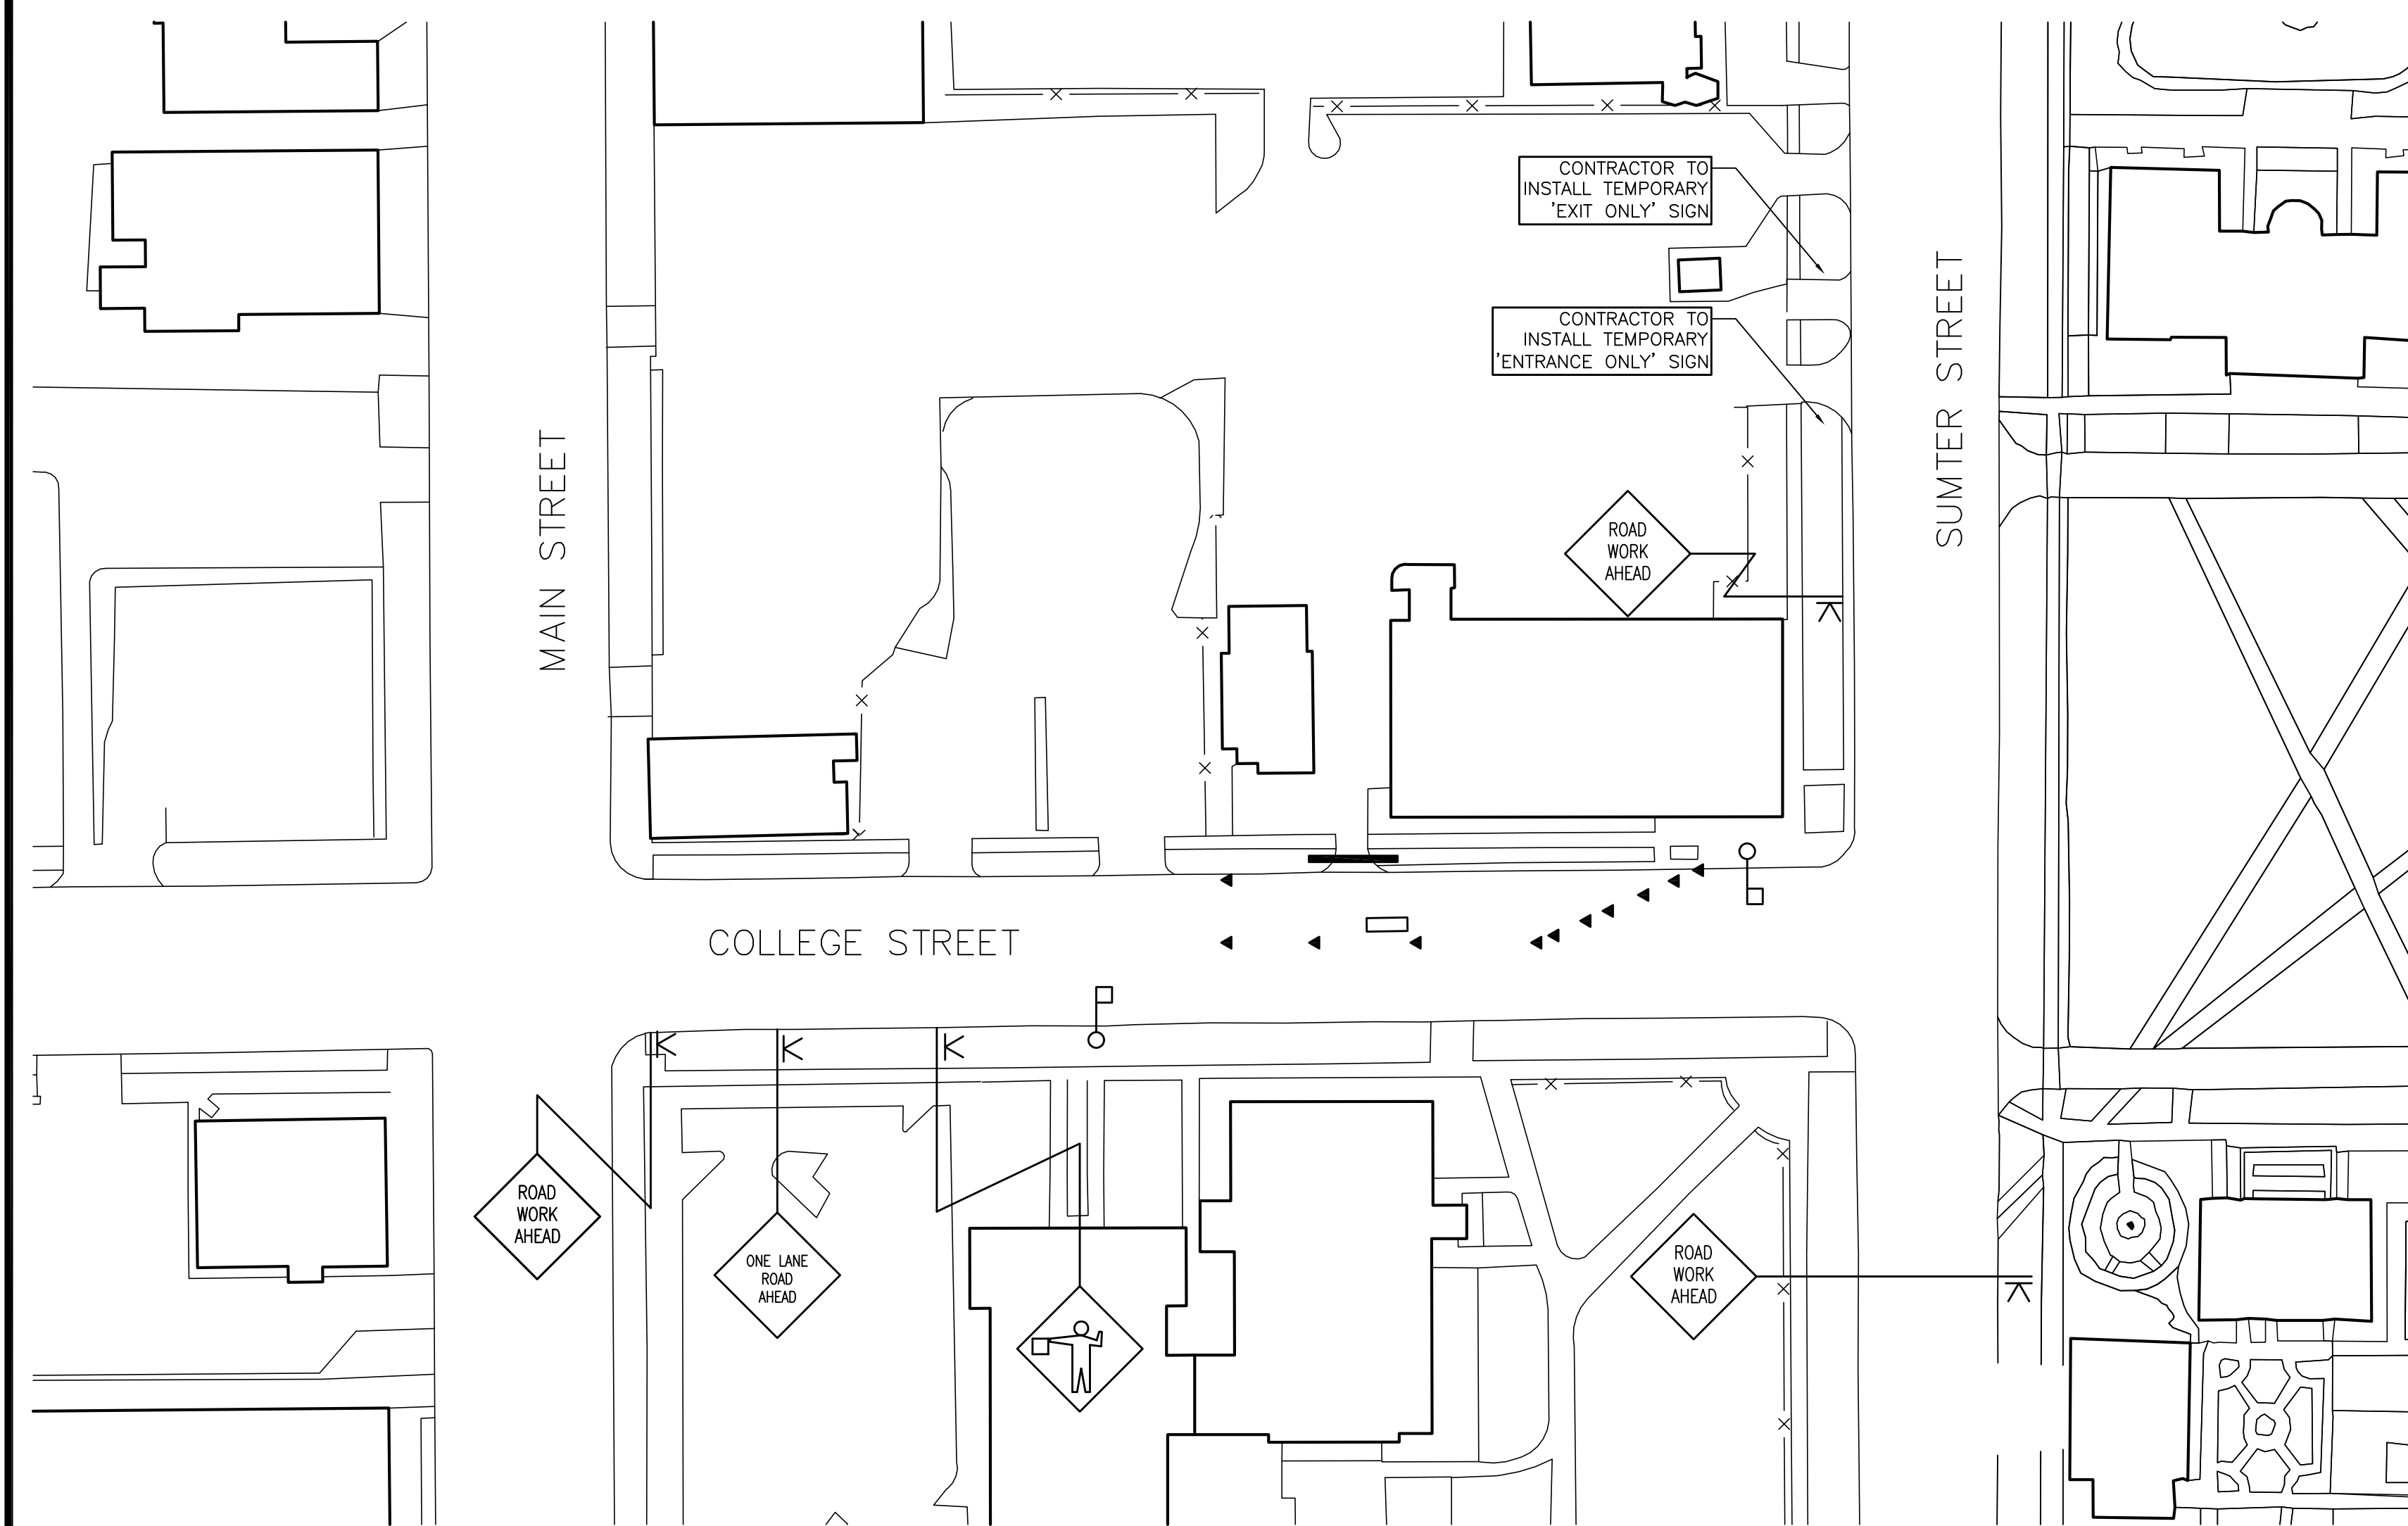 CONTRACTOR TO
INSTALL TEMPORARY
'EXIT ONLY' SIGN
CONTRACTOR TO
INSTALL TEMPORARY
'ENTRANCE ONLY' SIGN
MAIN STREET
SUMTER STREET
ROAD
WORK
AHEAD
COLLEGE STREET
ROAD
WORK
AHEAD
ONE LANE
ROAD
AHEAD
ROAD
WORK
AHEAD